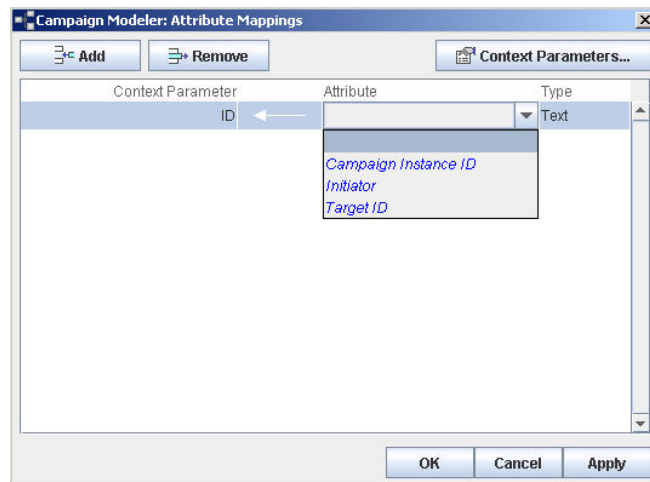 Campaign Modeler: Attribute Mappings
Add Remove Context Parameters...
Context Parameter Attribute Type
ID Text
Campaign Instance ID
Initiator
Target ID
OK Cancel Apply